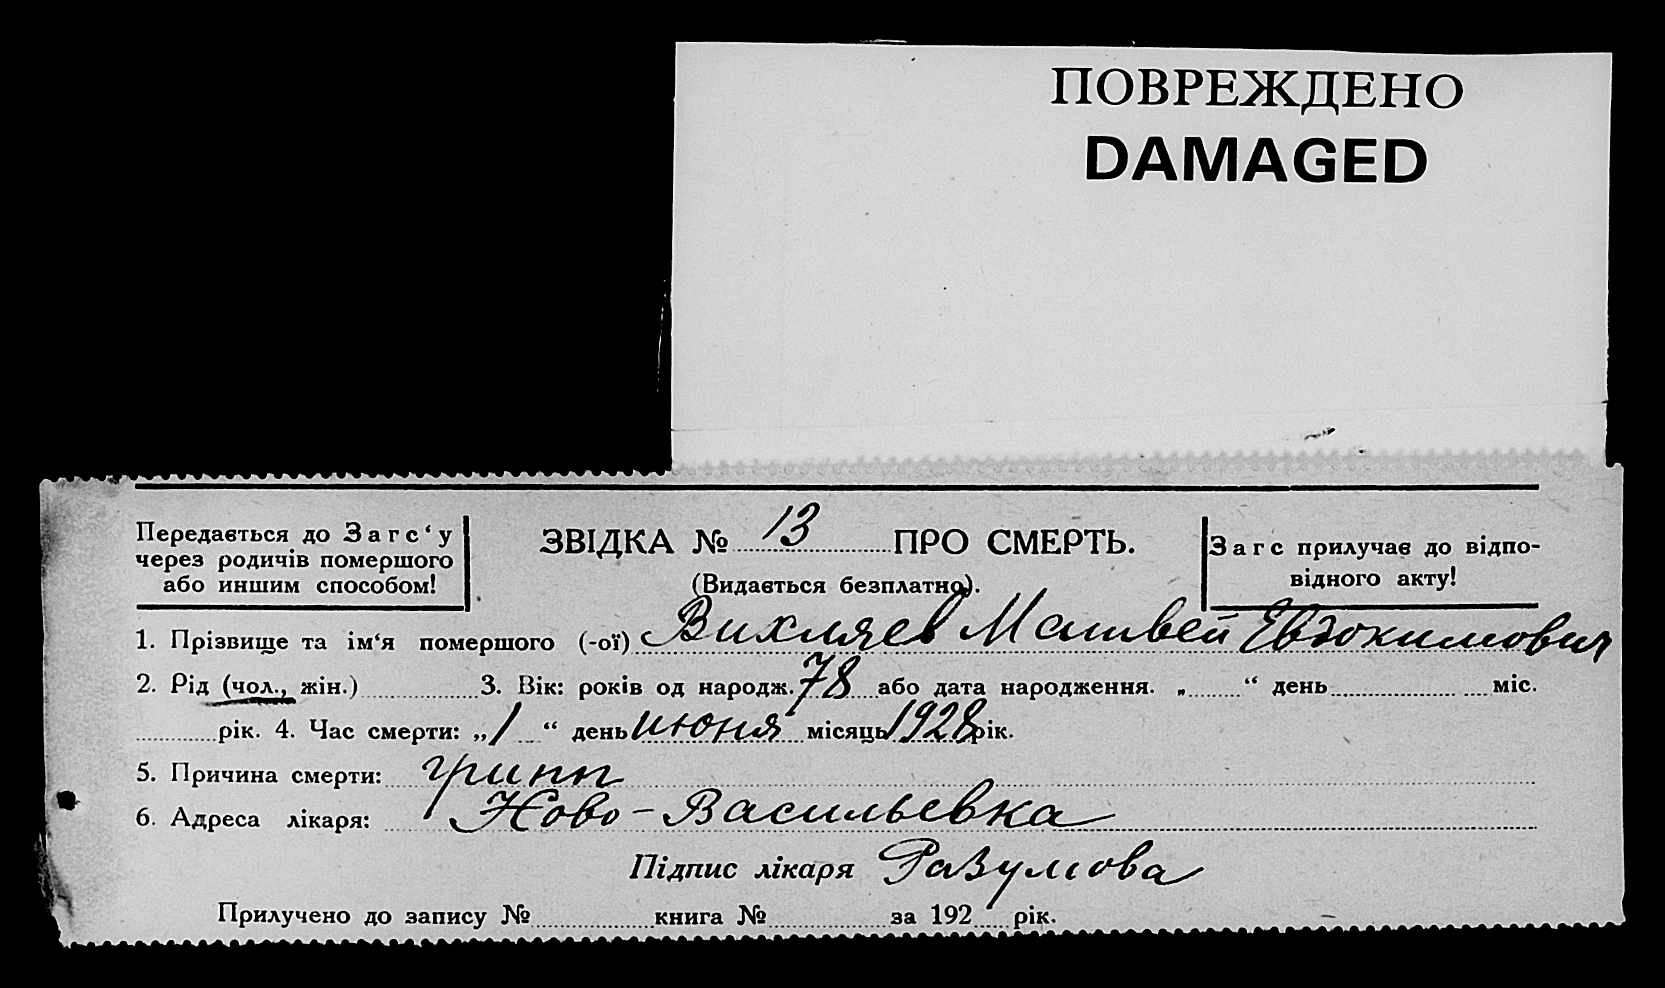 ПОВРЕЖДЕНО
DAMAGED
Передається до Загс‘у
через родичів помершого
або иншим способом!
ЗВІДКА № 13 ПРО СМЕРТЬ.
(Видається безплатно).
Загс прилучає до відпо-
відного акту!
1. Прізвище та ім‘я помершого (-ої) Вихляев Матвей Евдокимович
2. Рід (чол., жін.) 3. Вік: років од народж. 78 або дата народження. „ “ день міс.
рік. 4. Час смерти: „1 “ день июня місяць 1928 рік.
5. Причина смерти: грипп
6. Адреса лікаря: Ново-Васильевка
Підпис лікаря Разумова
Прилучено до запису № книга № за 192 рік.